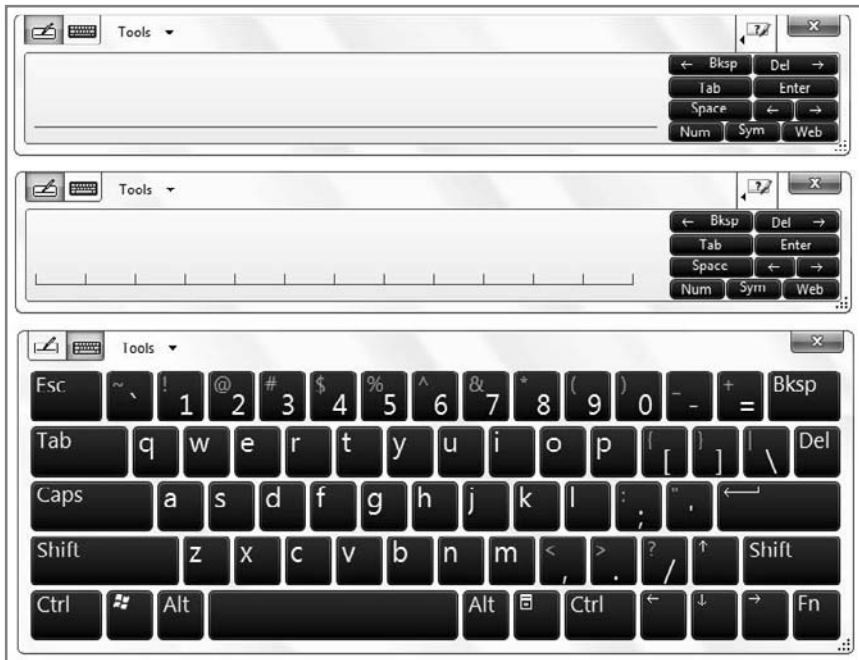 Tools
← Bksp Del →
Tab Enter
Space ← →
Num Sym Web
Tools
← Bksp Del →
Tab Enter
Space ← →
Num Sym Web
Tools
Esc ~ ` ! 1 @ 2 # 3 $ 4 % 5 ^ 6 & 7 * 8 ( 9 ) 0 _ - + = Bksp
Tab q w e r t y u i o p { [ } ] | \ Del
Caps a s d f g h j k l : ; " '
Shift z x c v b n m < , > . ? / ↑ Shift
Ctrl Alt Alt Ctrl ← ↓ → Fn